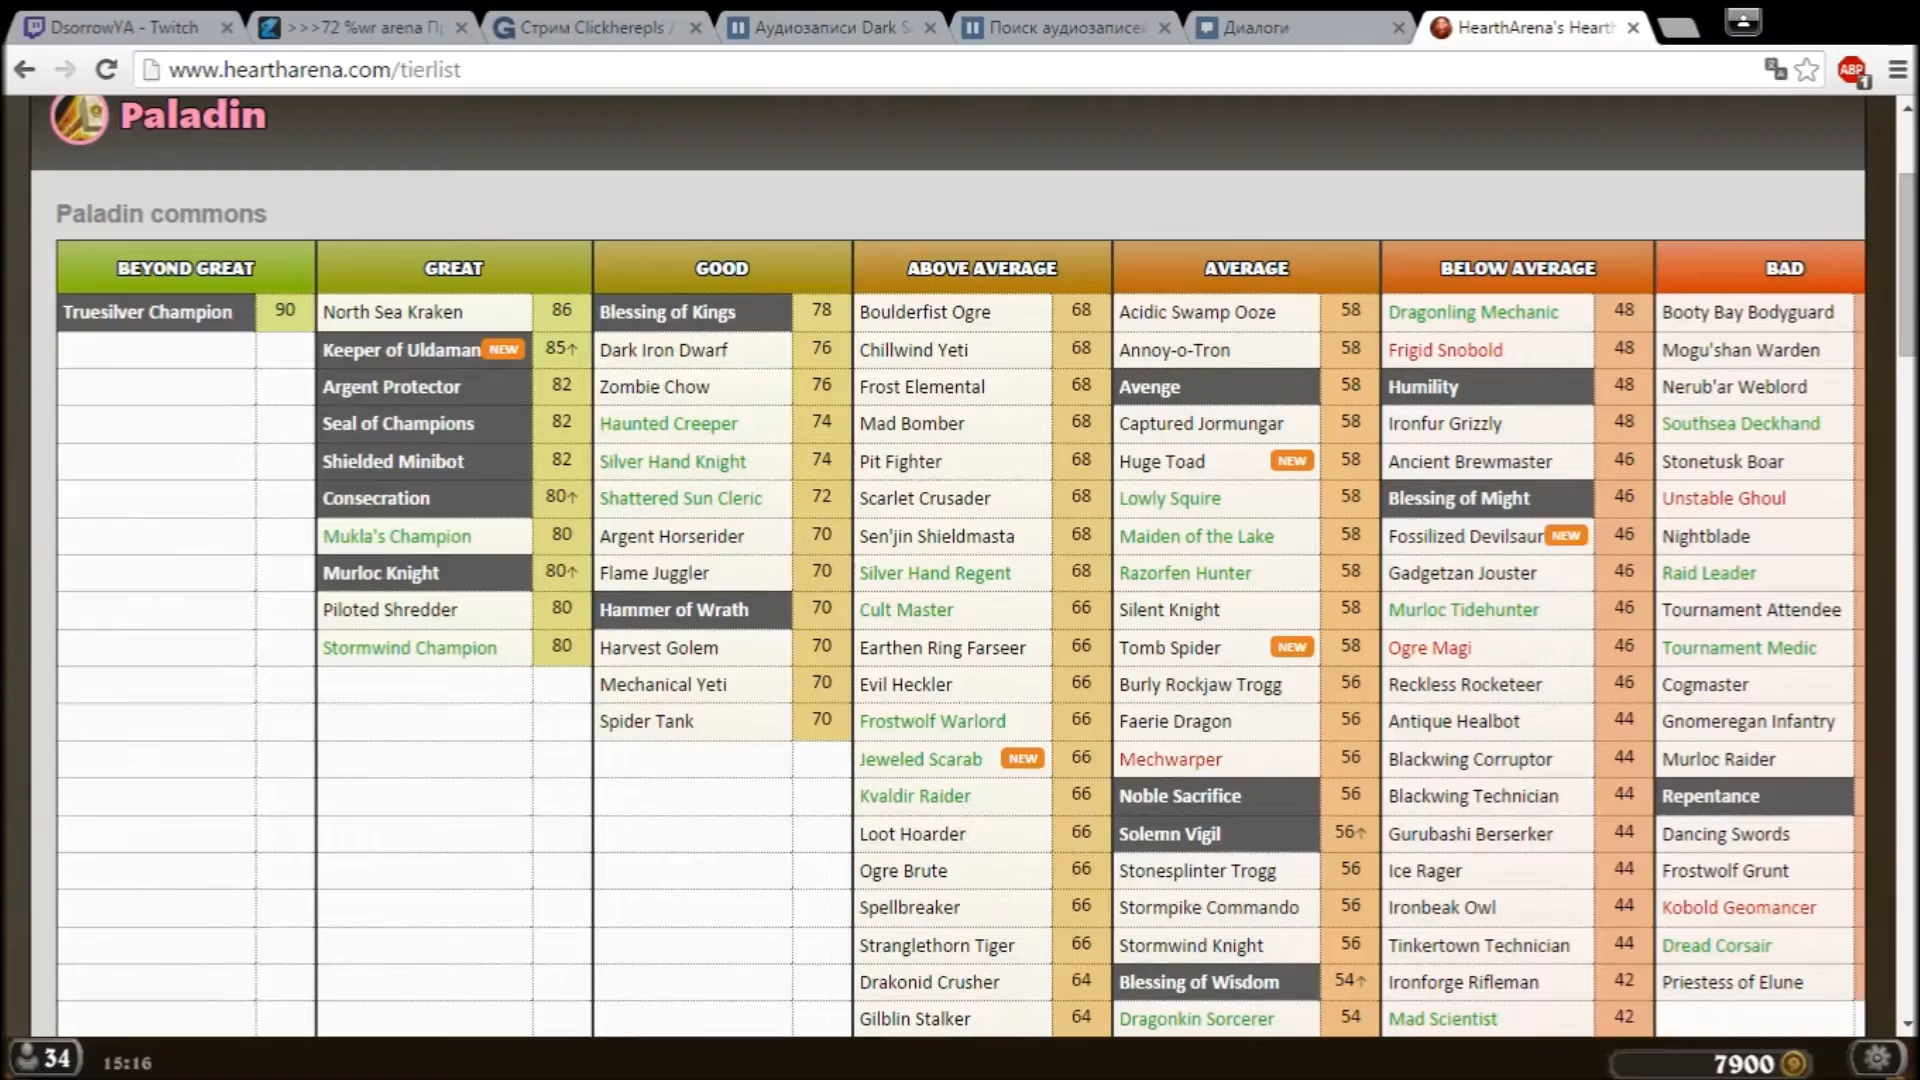 DsorrowYA - Twitch
>>>72 %wr arena Пр
Стрим Clickherepls /
Аудиозаписи Dark S
Поиск аудиозаписей
Диалоги
HearthArena's Hearth
www.heartharena.com/tierlist
ABP
1
Paladin
Paladin commons
BEYOND GREAT GREAT GOOD ABOVE AVERAGE AVERAGE BELOW AVERAGE BAD
Truesilver Champion 90 North Sea Kraken 86 Blessing of Kings 78 Boulderfist Ogre 68 Acidic Swamp Ooze 58 Dragonling Mechanic 48 Booty Bay Bodyguard
Keeper of Uldaman NEW 85↑ Dark Iron Dwarf 76 Chillwind Yeti 68 Annoy-o-Tron 58 Frigid Snobold 48 Mogu'shan Warden
Argent Protector 82 Zombie Chow 76 Frost Elemental 68 Avenge 58 Humility 48 Nerub'ar Weblord
Seal of Champions 82 Haunted Creeper 74 Mad Bomber 68 Captured Jormungar 58 Ironfur Grizzly 48 Southsea Deckhand
Shielded Minibot 82 Silver Hand Knight 74 Pit Fighter 68 Huge Toad NEW 58 Ancient Brewmaster 46 Stonetusk Boar
Consecration 80↑ Shattered Sun Cleric 72 Scarlet Crusader 68 Lowly Squire 58 Blessing of Might 46 Unstable Ghoul
Mukla's Champion 80 Argent Horserider 70 Sen'jin Shieldmasta 68 Maiden of the Lake 58 Fossilized Devilsaur NEW 46 Nightblade
Murloc Knight 80↑ Flame Juggler 70 Silver Hand Regent 68 Razorfen Hunter 58 Gadgetzan Jouster 46 Raid Leader
Piloted Shredder 80 Hammer of Wrath 70 Cult Master 66 Silent Knight 58 Murloc Tidehunter 46 Tournament Attendee
Stormwind Champion 80 Harvest Golem 70 Earthen Ring Farseer 66 Tomb Spider NEW 58 Ogre Magi 46 Tournament Medic
Mechanical Yeti 70 Evil Heckler 66 Burly Rockjaw Trogg 56 Reckless Rocketeer 46 Cogmaster
Spider Tank 70 Frostwolf Warlord 66 Faerie Dragon 56 Antique Healbot 44 Gnomeregan Infantry
Jeweled Scarab NEW 66 Mechwarper 56 Blackwing Corruptor 44 Murloc Raider
Kvaldir Raider 66 Noble Sacrifice 56 Blackwing Technician 44 Repentance
Loot Hoarder 66 Solemn Vigil 56↑ Gurubashi Berserker 44 Dancing Swords
Ogre Brute 66 Stonesplinter Trogg 56 Ice Rager 44 Frostwolf Grunt
Spellbreaker 66 Stormpike Commando 56 Ironbeak Owl 44 Kobold Geomancer
Stranglethorn Tiger 66 Stormwind Knight 56 Tinkertown Technician 44 Dread Corsair
Drakonid Crusher 64 Blessing of Wisdom 54↑ Ironforge Rifleman 42 Priestess of Elune
Gilblin Stalker 64 Dragonkin Sorcerer 54 Mad Scientist 42
34 15:16 7900